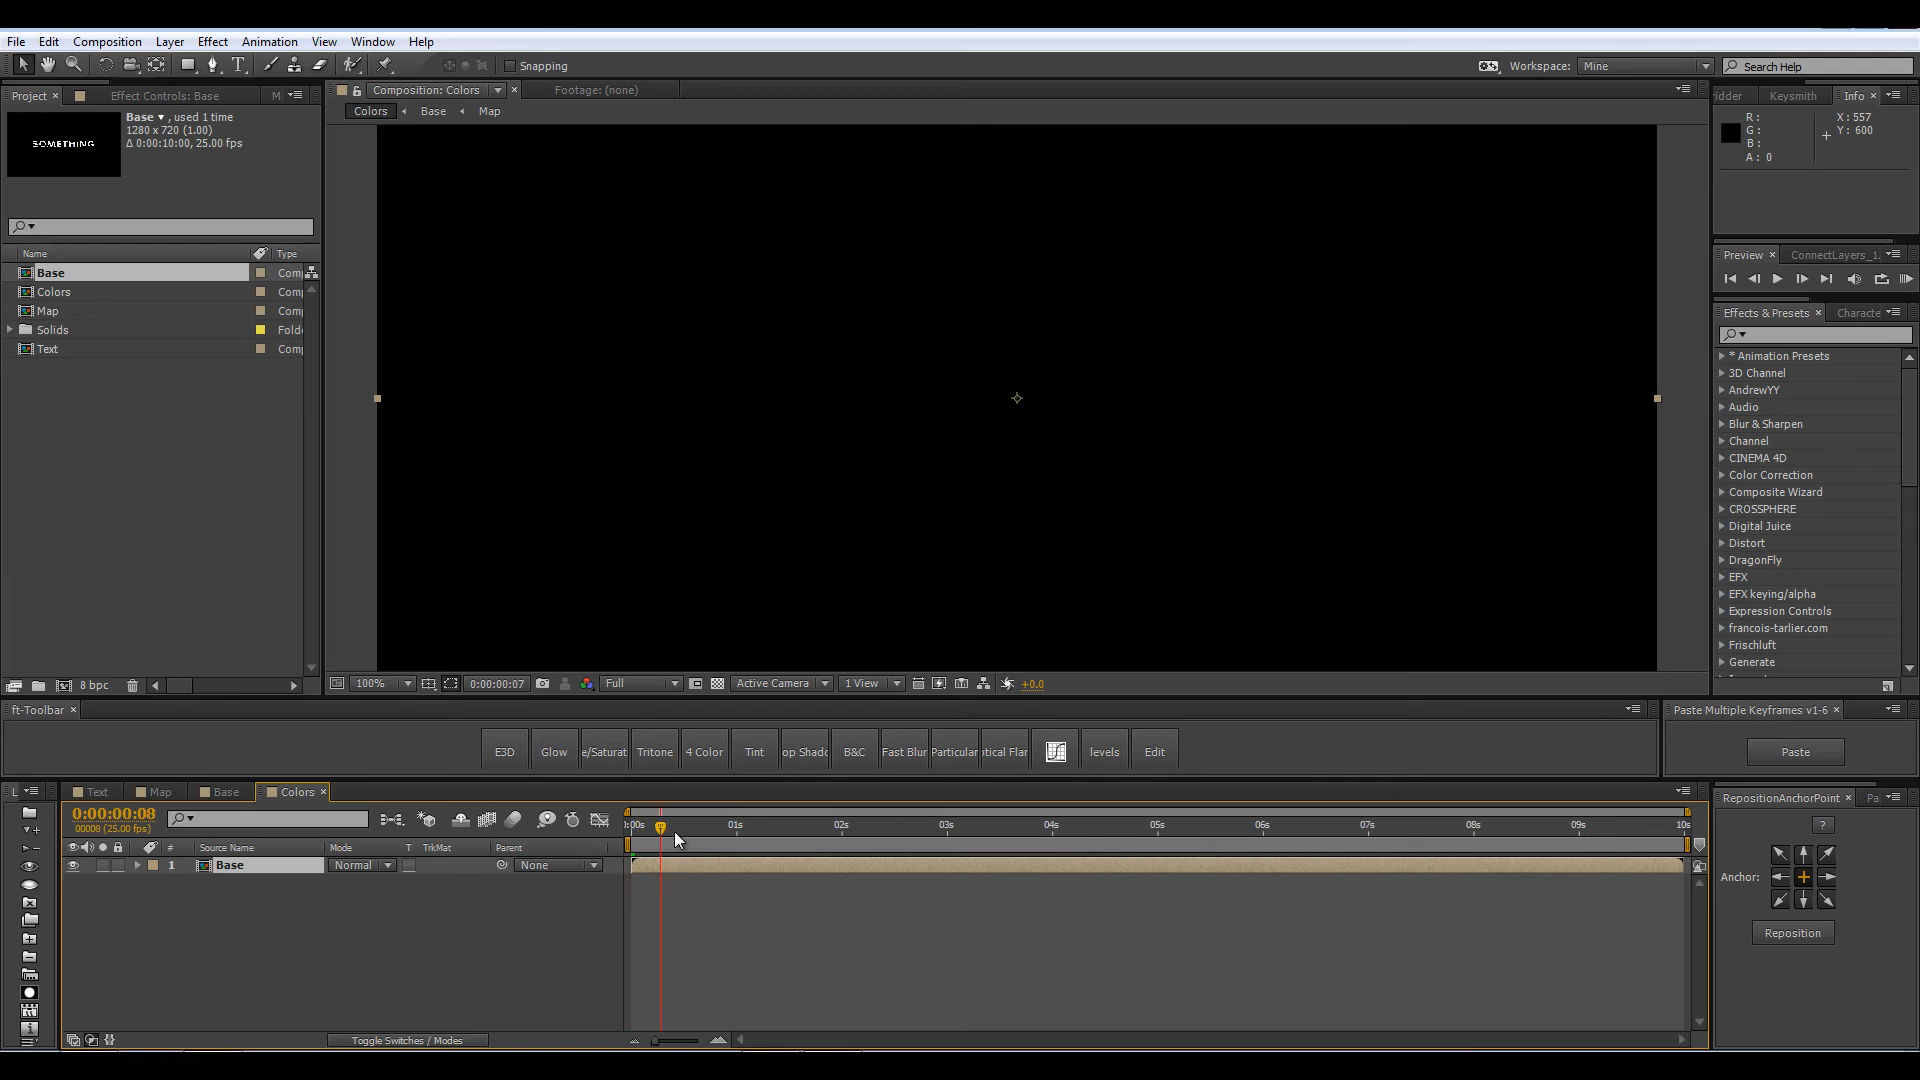 File Edit Composition Layer Effect Animation View Window Help
Snapping
Workspace: Mine
Search Help
Project Effect Controls: Base M
Composition: Colors
Footage: (none)
Keysmith Info
Base , used 1 time
1280 x 720 (1.00)
Δ 0:00:10:00, 25.00 fps
SOMETHING
Colors Base Map
R :
G :
B :
A : 0
X : 557
Y : 600
Name Type
Base
Colors
Map
Solids
Text
8 bpc
Preview ConnectLayers_1.
Effects & Presets Characte
* Animation Presets
3D Channel
AndrewYY
Audio
Blur & Sharpen
Channel
CINEMA 4D
Color Correction
Composite Wizard
CROSSPHERE
Digital Juice
Distort
DragonFly
EFX
EFX keying/alpha
Expression Controls
francois-tarlier.com
Frischluft
Generate
100% 0:00:00:07 Full Active Camera 1 View +0.0
ft-Toolbar
E3D Glow e/Saturat Tritone 4 Color Tint op Shado B&C Fast Blur Particular ptical Flar levels Edit
Paste Multiple Keyframes v1-6
Paste
Text Map Base Colors
0:00:00:08
00008 (25.00 fps)
:00s 01s 02s 03s 04s 05s 06s 07s 08s 09s 10s
# Source Name Mode T TrkMat Parent
1 Base Normal None
Toggle Switches / Modes
RepositionAnchorPoint Pa
?
Anchor:
Reposition